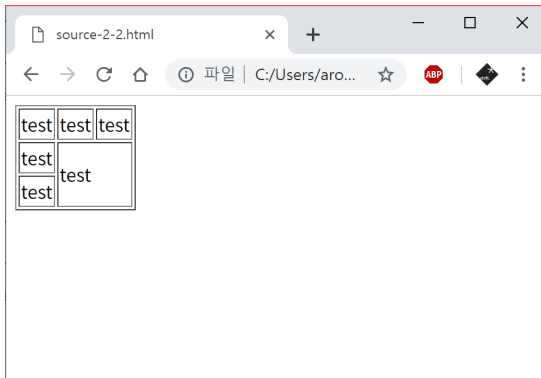 source-2-2.html
파일 C:/Users/aro...
ABP
test test test
test
test
test